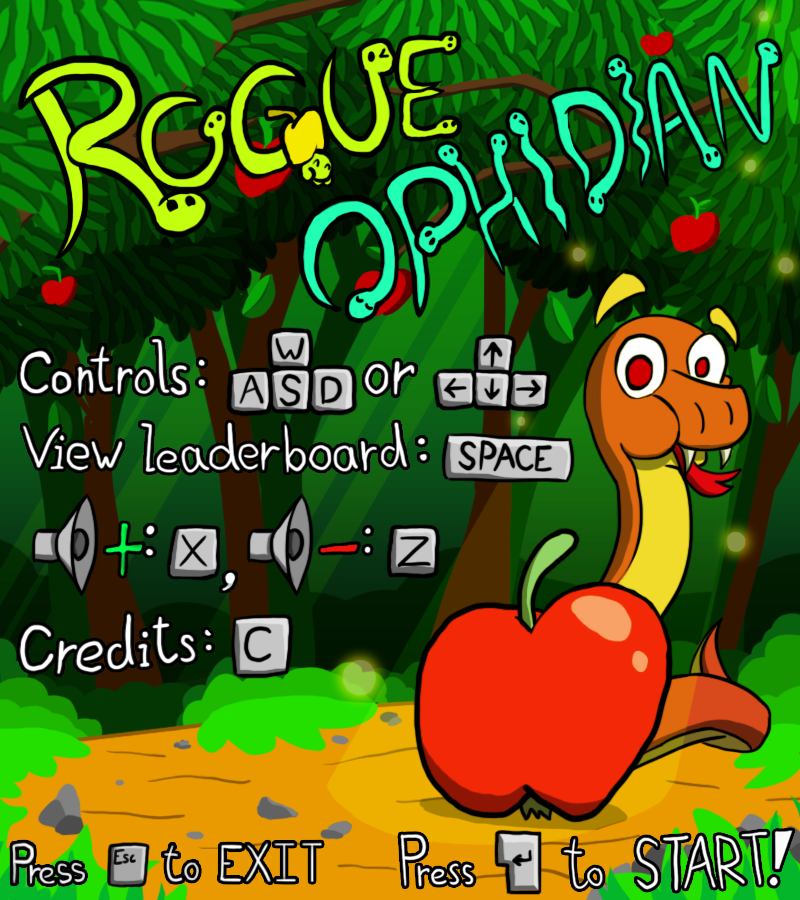 ROGUE
OPHIDIAN
Controls: W A S D or ↑ ← ↓ →
View leaderboard: SPACE
+: X, -: Z
Credits: C
Press Esc to EXIT
Press ↵ to START!